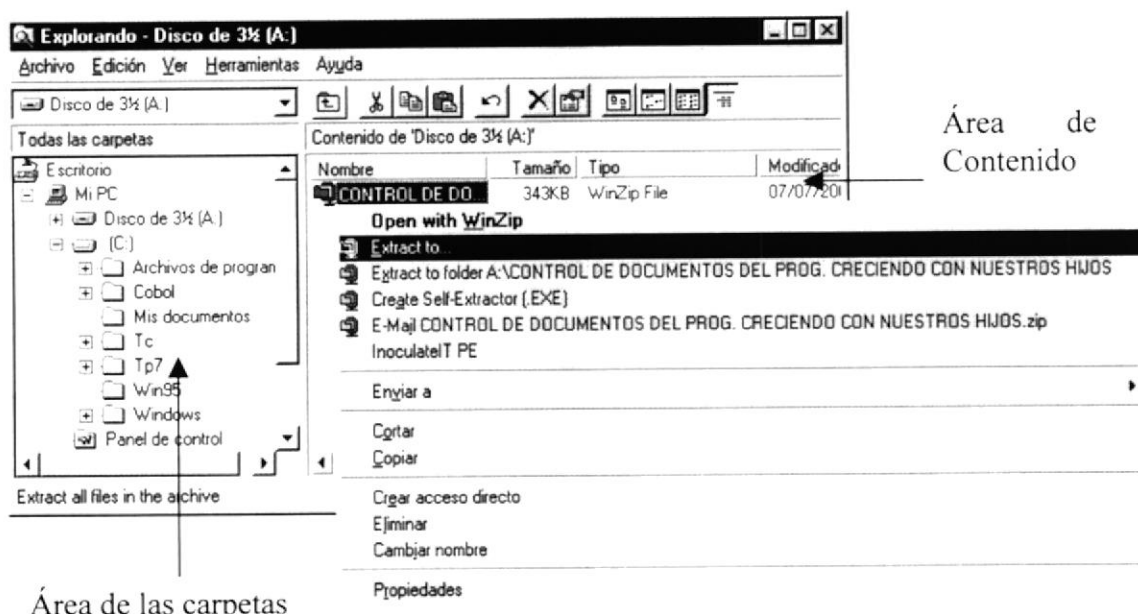 Explorando - Disco de 3½ (A:)
Archivo Edición Ver Herramientas Ayuda
Disco de 3½ (A:)
Todas las carpetas
Contenido de 'Disco de 3½ (A:)'
Escritorio
Mi PC
Disco de 3½ (A:)
(C:)
Archivos de progran
Cobol
Mis documentos
Tc
Tp7
Win95
Windows
Panel de control
Nombre Tamaño Tipo Modificado
CONTROL DE DO... 343KB WinZip File 07/07/200
Open with WinZip
Extract to...
Extract to folder A:\CONTROL DE DOCUMENTOS DEL PROG. CRECIENDO CON NUESTROS HIJOS
Create Self-Extractor (.EXE)
E-Mail CONTROL DE DOCUMENTOS DEL PROG. CRECIENDO CON NUESTROS HIJOS.zip
InoculateIT PE
Enviar a
Cortar
Copiar
Crear acceso directo
Eliminar
Cambiar nombre
Propiedades
Extract all files in the archive
Área de
Contenido
Área de las carpetas